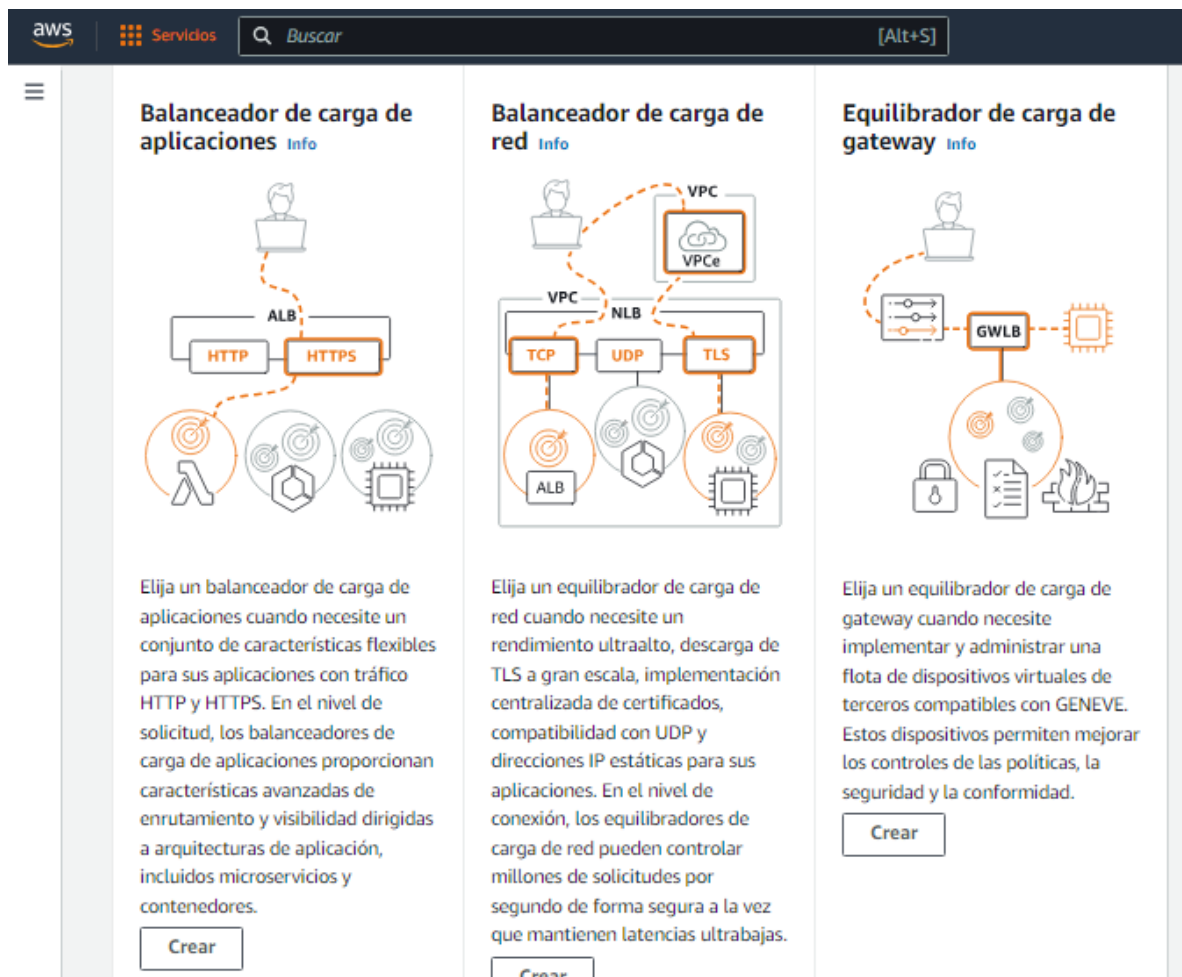 aws
Servicios
Buscar
[Alt+S]
Balanceador de carga de
aplicaciones Info
ALB
HTTP
HTTPS
Elija un balanceador de carga de
aplicaciones cuando necesite un
conjunto de características flexibles
para sus aplicaciones con tráfico
HTTP y HTTPS. En el nivel de
solicitud, los balanceadores de
carga de aplicaciones proporcionan
características avanzadas de
enrutamiento y visibilidad dirigidas
a arquitecturas de aplicación,
incluidos microservicios y
contenedores.
Crear
Balanceador de carga de
red Info
VPC
VPCe
VPC
NLB
TCP
UDP
TLS
ALB
Elija un equilibrador de carga de
red cuando necesite un
rendimiento ultraalto, descarga de
TLS a gran escala, implementación
centralizada de certificados,
compatibilidad con UDP y
direcciones IP estáticas para sus
aplicaciones. En el nivel de
conexión, los equilibradores de
carga de red pueden controlar
millones de solicitudes por
segundo de forma segura a la vez
que mantienen latencias ultrabajas.
Crear
Equilibrador de carga de
gateway Info
GWLB
Elija un equilibrador de carga de
gateway cuando necesite
implementar y administrar una
flota de dispositivos virtuales de
terceros compatibles con GENEVE.
Estos dispositivos permiten mejorar
los controles de las políticas, la
seguridad y la conformidad.
Crear